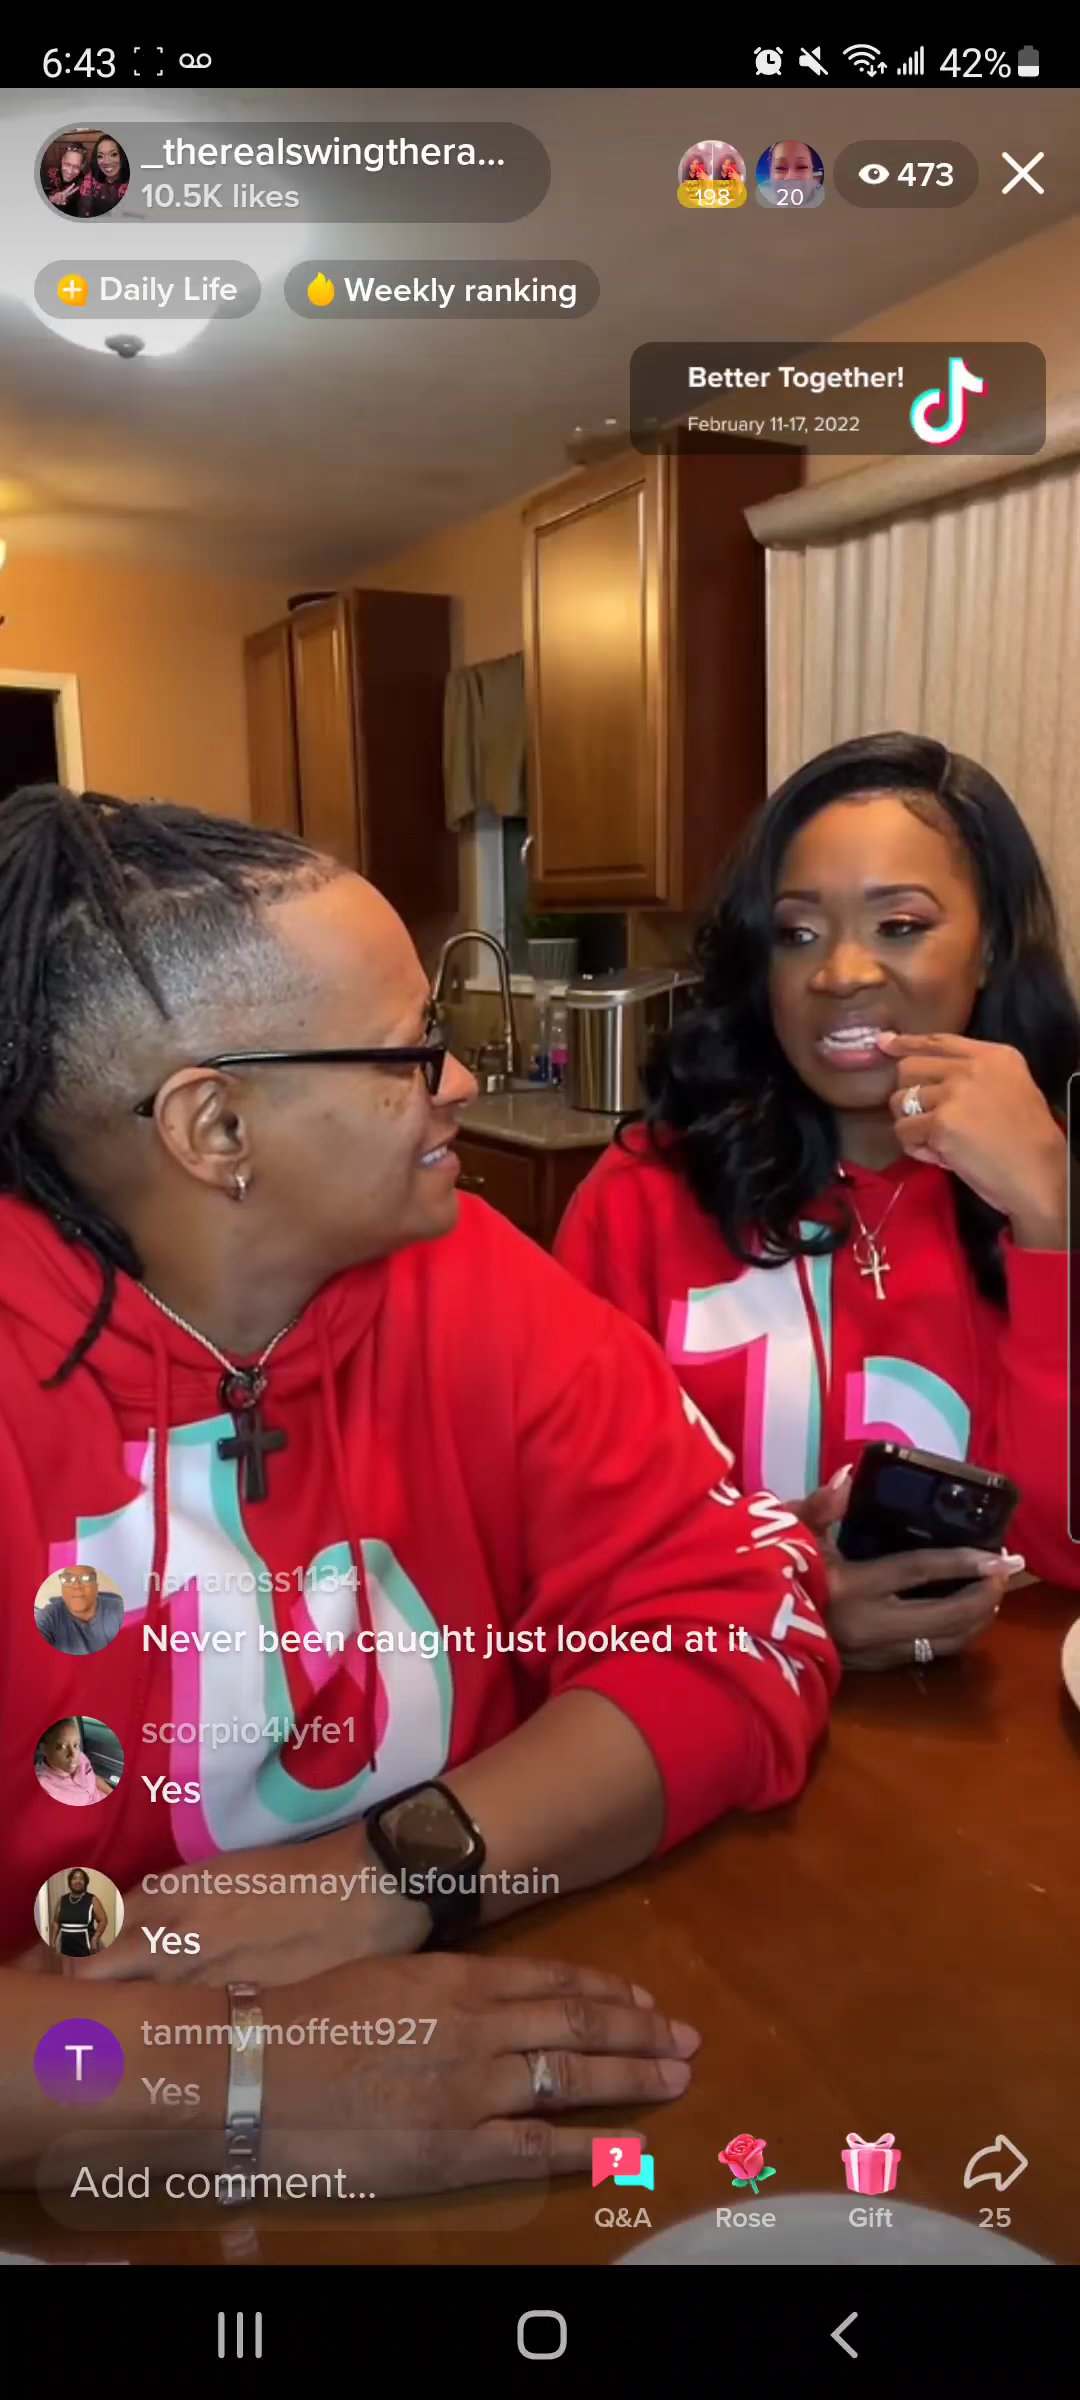 6:43
42%
_therealswingthera...
10.5K likes
198
20
473
Daily Life
Weekly ranking
Better Together!
February 11-17, 2022
nanaross1134
Never been caught just looked at it
scorpio4lyfe1
Yes
contessamayfielsfountain
Yes
T
tammymoffett927
Yes
Add comment...
?
Q&A
Rose
Gift
25